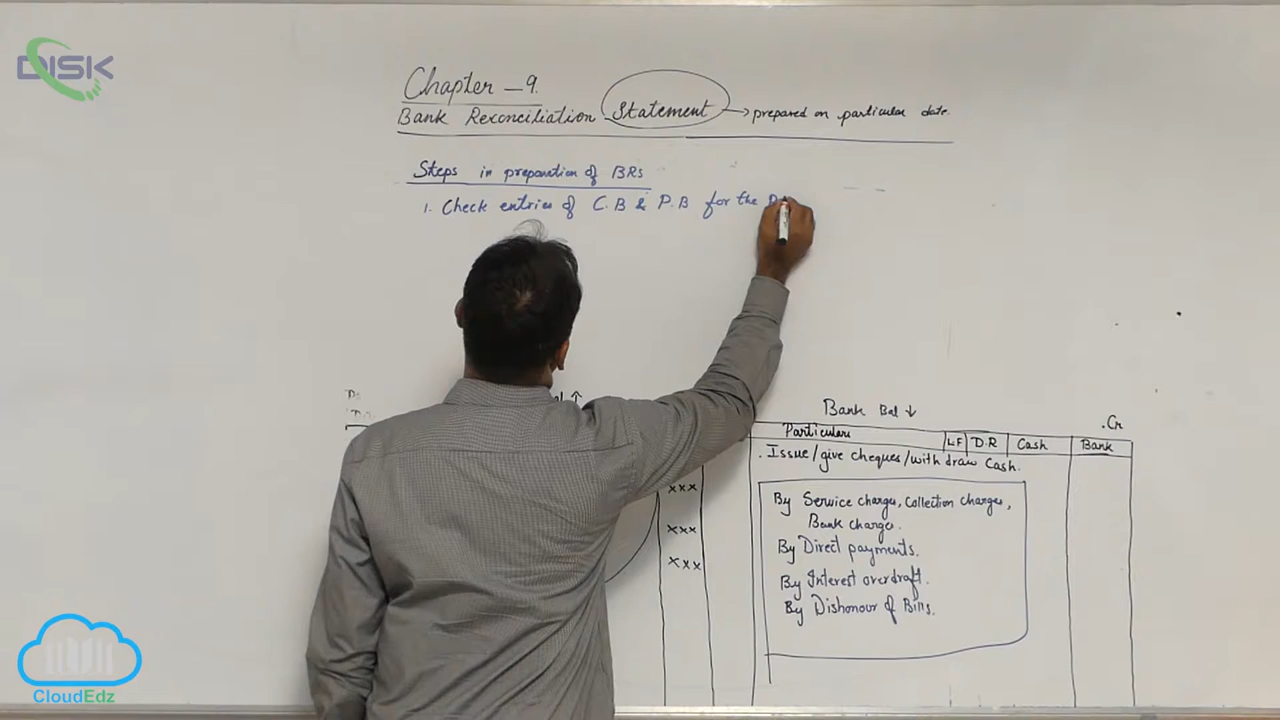 DISK
Chapter - 9.
Bank Reconciliation Statement → prepared on particular date.
Steps in preparation of BRS
1. Check entries of C.B & P.B for the
Bank Bal ↓
.Cr
Particulars L.F D.R Cash Bank
. Issue/give cheques/with draw Cash.
xxx
By Service charges, Collection charges,
Bank charges.
xxx
By Direct payments.
xxx
By Interest overdraft.
By Dishonour of Bills.
CloudEdz